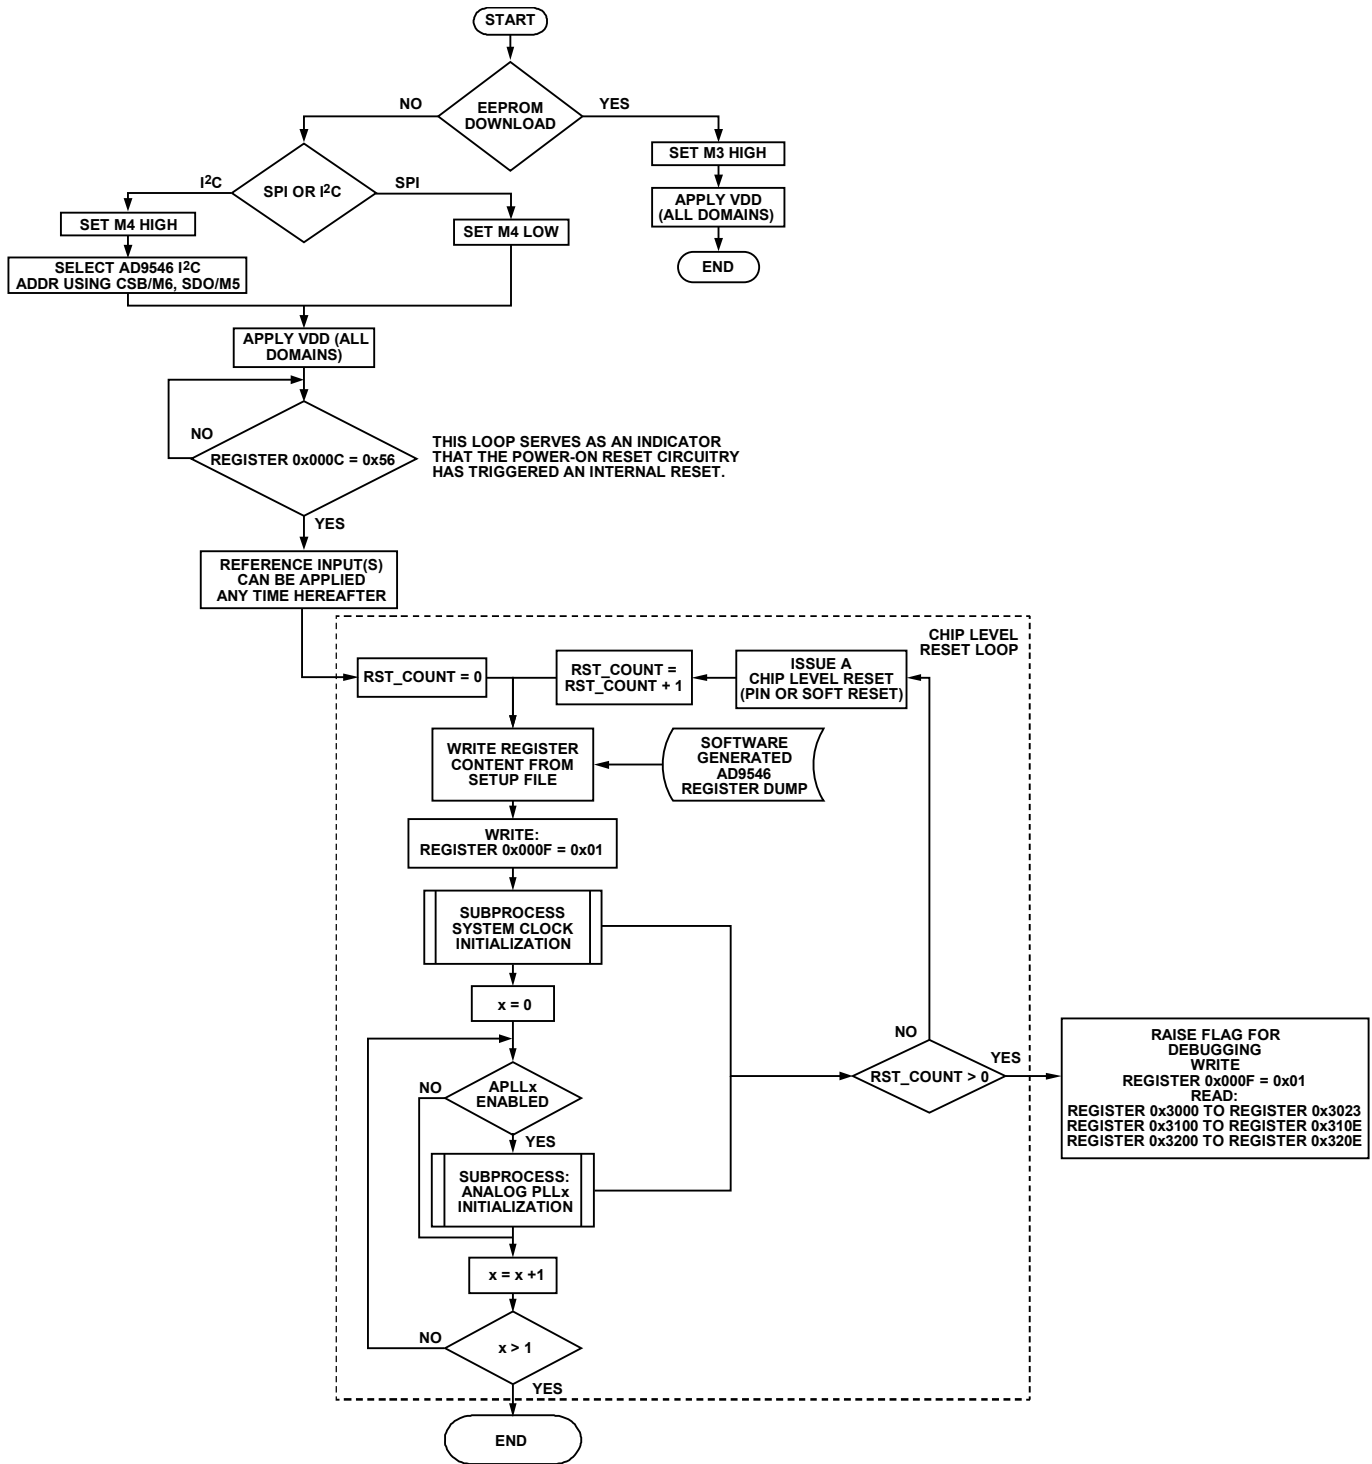 START
EEPROM
DOWNLOAD
NO
YES
SET M3 HIGH
APPLY VDD
(ALL DOMAINS)
END
SPI OR I²C
I²C
SPI
SET M4 HIGH
SET M4 LOW
SELECT AD9546 I²C
ADDR USING CSB/M6, SDO/M5
APPLY VDD (ALL
DOMAINS)
NO
REGISTER 0x000C = 0x56
YES
THIS LOOP SERVES AS AN INDICATOR
THAT THE POWER-ON RESET CIRCUITRY
HAS TRIGGERED AN INTERNAL RESET.
REFERENCE INPUT(S)
CAN BE APPLIED
ANY TIME HEREAFTER
CHIP LEVEL
RESET LOOP
RST_COUNT = 0
RST_COUNT =
RST_COUNT + 1
ISSUE A
CHIP LEVEL RESET
(PIN OR SOFT RESET)
WRITE REGISTER
CONTENT FROM
SETUP FILE
SOFTWARE
GENERATED
AD9546
REGISTER DUMP
WRITE:
REGISTER 0x000F = 0x01
SUBPROCESS
SYSTEM CLOCK
INITIALIZATION
x = 0
NO
APLLx
ENABLED
YES
SUBPROCESS:
ANALOG PLLx
INITIALIZATION
x = x +1
NO
x > 1
YES
END
NO
RST_COUNT > 0
YES
RAISE FLAG FOR
DEBUGGING
WRITE
REGISTER 0x000F = 0x01
READ:
REGISTER 0x3000 TO REGISTER 0x3023
REGISTER 0x3100 TO REGISTER 0x310E
REGISTER 0x3200 TO REGISTER 0x320E